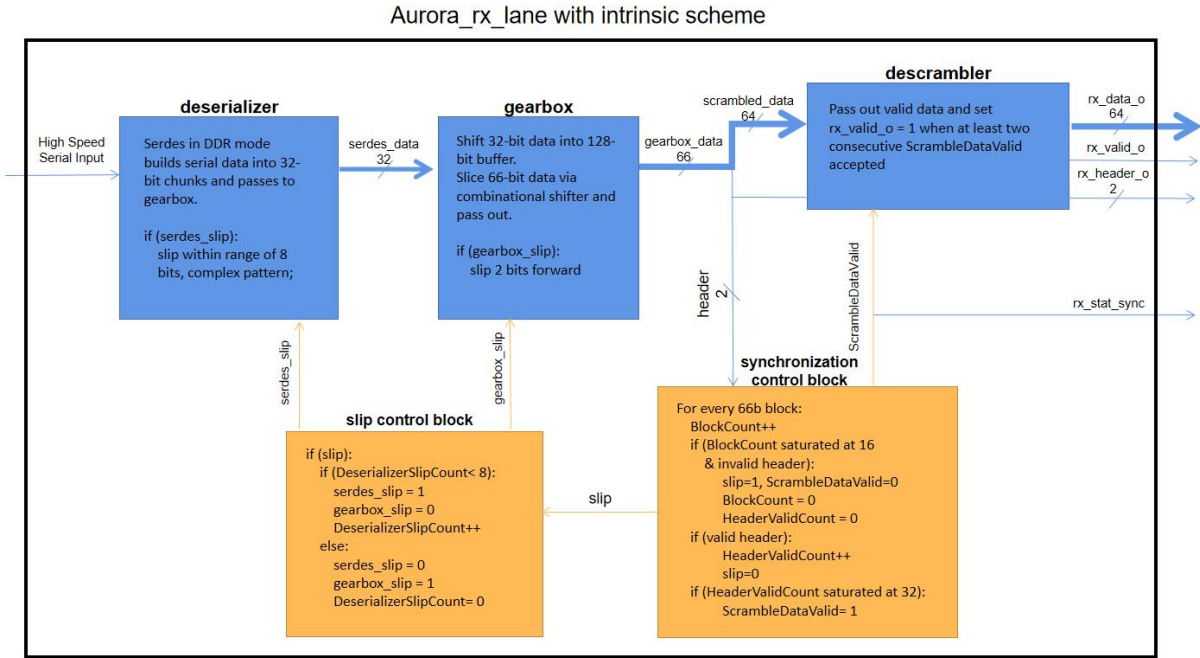 Aurora_rx_lane with intrinsic scheme
High Speed
Serial Input
deserializer
Serdes in DDR mode
builds serial data into 32-
bit chunks and passes to
gearbox.
if (serdes_slip):
slip within range of 8
bits, complex pattern;
serdes_data
32
gearbox
Shift 32-bit data into 128-
bit buffer.
Slice 66-bit data via
combinational shifter and
pass out.
if (gearbox_slip):
slip 2 bits forward
gearbox_data
66
scrambled_data
64
descrambler
Pass out valid data and set
rx_valid_o = 1 when at least two
consecutive ScrambleDataValid
accepted
rx_data_o
64
rx_valid_o
rx_header_o
2
rx_stat_sync
header
2
ScrambleDataValid
serdes_slip
gearbox_slip
slip control block
if (slip):
if (DeserializerSlipCount< 8):
serdes_slip = 1
gearbox_slip = 0
DeserializerSlipCount++
else:
serdes_slip = 0
gearbox_slip = 1
DeserializerSlipCount= 0
slip
synchronization
control block
For every 66b block:
BlockCount++
if (BlockCount saturated at 16
& invalid header):
slip=1, ScrambleDataValid=0
BlockCount = 0
HeaderValidCount = 0
if (valid header):
HeaderValidCount++
slip=0
if (HeaderValidCount saturated at 32):
ScrambleDataValid= 1